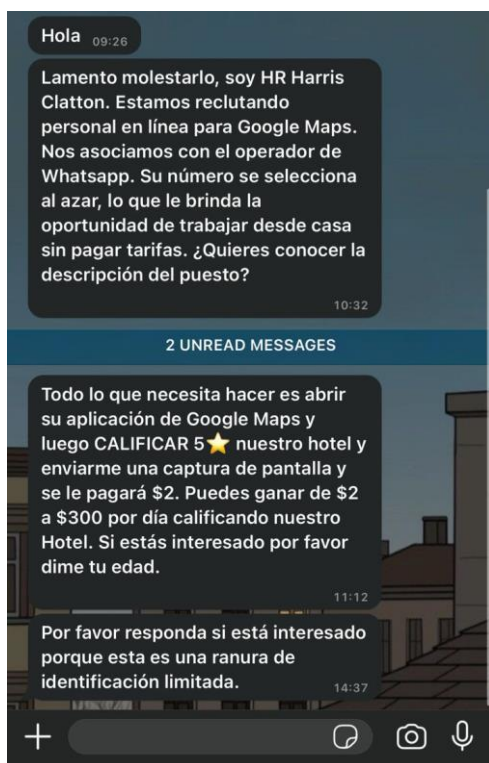 Hola 09:26
Lamento molestarlo, soy HR Harris
Clatton. Estamos reclutando
personal en línea para Google Maps.
Nos asociamos con el operador de
Whatsapp. Su número se selecciona
al azar, lo que le brinda la
oportunidad de trabajar desde casa
sin pagar tarifas. ¿Quieres conocer la
descripción del puesto?
10:32
2 UNREAD MESSAGES
Todo lo que necesita hacer es abrir
su aplicación de Google Maps y
luego CALIFICAR 5⭐ nuestro hotel y
enviarme una captura de pantalla y
se le pagará $2. Puedes ganar de $2
a $300 por día calificando nuestro
Hotel. Si estás interesado por favor
dime tu edad.
11:12
Por favor responda si está interesado
porque esta es una ranura de
identificación limitada.
14:37